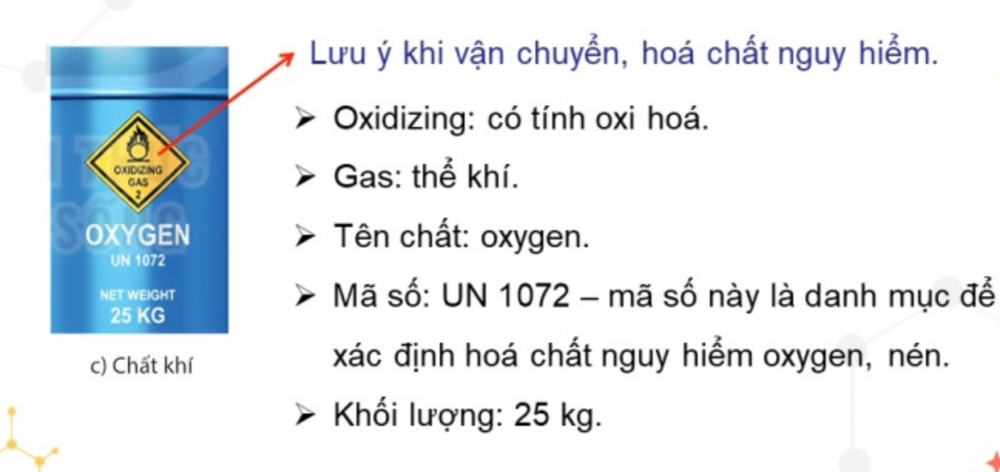 Lưu ý khi vận chuyển, hoá chất nguy hiểm.
OXIDIZING
GAS
2
OXYGEN
UN 1072
NET WEIGHT
25 KG
c) Chất khí
➢ Oxidizing: có tính oxi hoá.
➢ Gas: thể khí.
➢ Tên chất: oxygen.
➢ Mã số: UN 1072 – mã số này là danh mục để
xác định hoá chất nguy hiểm oxygen, nén.
➢ Khối lượng: 25 kg.